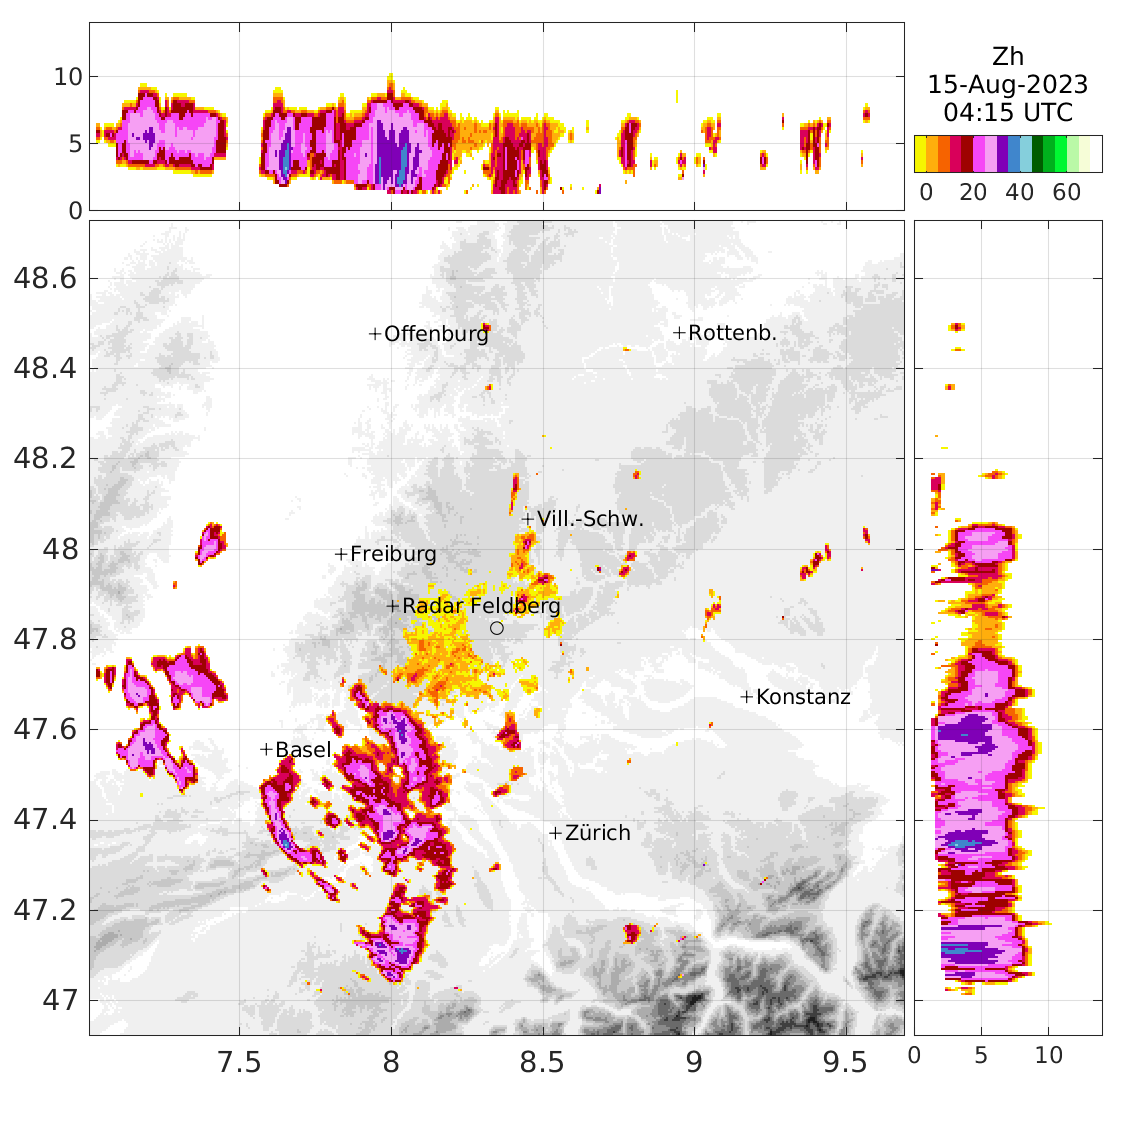 Zh
15-Aug-2023
04:15 UTC
10
5
0
0 20 40 60
48.6
48.4
48.2
48
47.8
47.6
47.4
47.2
47
+Offenburg
+Rottenb.
+Vill.-Schw.
+Freiburg
+Radar Feldberg
+Konstanz
+Basel
+Zürich
7.5 8 8.5 9 9.5
0 5 10